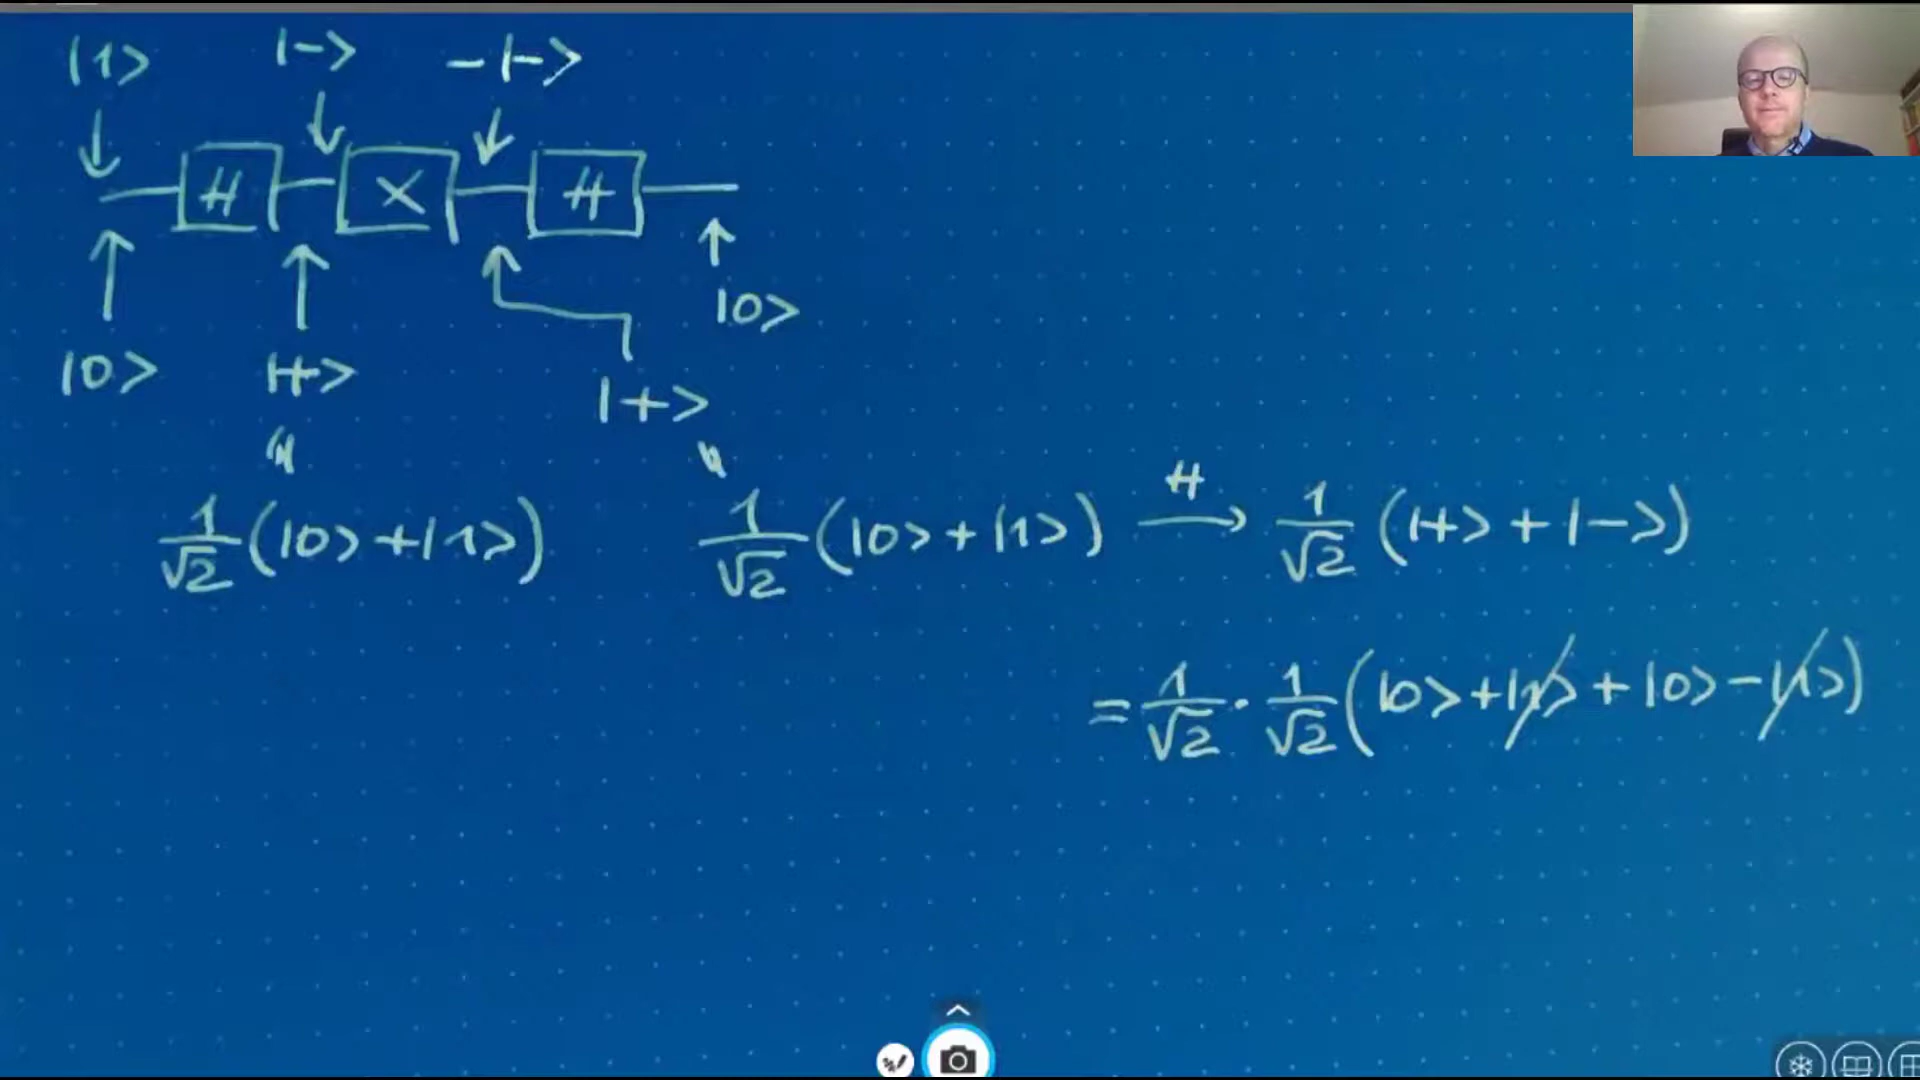 |1> |-> -|->
H X H
|0>
|0> |+> |+>
1/√2 (|0> + |1>) 1/√2 (|0> + |1>) H→ 1/√2 (|+> + |->)
= 1/√2 · 1/√2 (|0> + |1> + |0> - |1>)